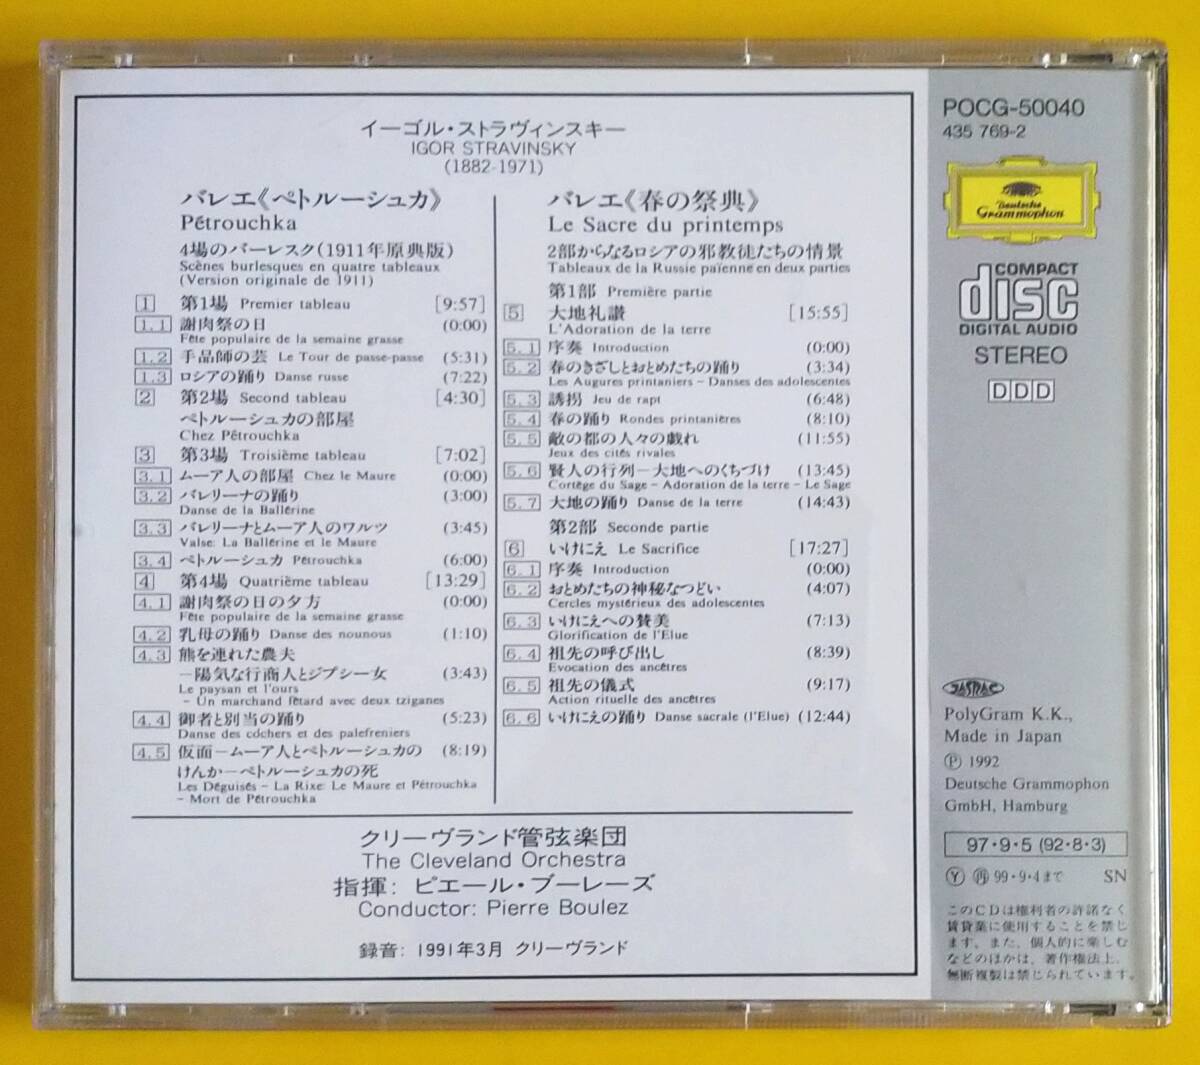 イーゴル・ストラヴィンスキー
IGOR STRAVINSKY
(1882-1971)
バレエ《ペトルーシュカ》
Pétrouchka
4場のバーレスク(1911年原典版)
Scènes burlesques en quatre tableaux
(Version originale de 1911)
1 第1場 Premier tableau [9:57]
1.1 謝肉祭の日 (0:00)
Fête populaire de la semaine grasse
1.2 手品師の芸 Le Tour de passe-passe (5:31)
1.3 ロシアの踊り Danse russe (7:22)
2 第2場 Second tableau [4:30]
ペトルーシュカの部屋
Chez Pétrouchka
3 第3場 Troisième tableau [7:02]
3.1 ムーア人の部屋 Chez le Maure (0:00)
3.2 バレリーナの踊り (3:00)
Danse de la Ballérine
3.3 バレリーナとムーア人のワルツ (3:45)
Valse: La Ballérine et le Maure
3.4 ペトルーシュカ Pétrouchka (6:00)
4 第4場 Quatrième tableau [13:29]
4.1 謝肉祭の日の夕方 (0:00)
Fête populaire de la semaine grasse
4.2 乳母の踊り Danse des nounous (1:10)
4.3 熊を連れた農夫
－陽気な行商人とジプシー女 (3:43)
Le paysan et l'ours
- Un marchand fêtard avec deux tziganes
4.4 御者と別当の踊り (5:23)
Danse des cochers et des palefreniers
4.5 仮面－ムーア人とペトルーシュカの (8:19)
けんか－ペトルーシュカの死
Les Déguisés - La Rixe: Le Maure et Pétrouchka
- Mort de Pétrouchka
バレエ《春の祭典》
Le Sacre du printemps
2部からなるロシアの邪教徒たちの情景
Tableaux de la Russie païenne en deux parties
第1部 Première partie
5 大地礼讃 [15:55]
L'Adoration de la terre
5.1 序奏 Introduction (0:00)
5.2 春のきざしとおとめたちの踊り (3:34)
Les Augures printaniers - Danses des adolescentes
5.3 誘拐 Jeu de rapt (6:48)
5.4 春の踊り Rondes printanières (8:10)
5.5 敵の都の人々の戯れ (11:55)
Jeux des cités rivales
5.6 賢人の行列－大地へのくちづけ (13:45)
Cortège du Sage - Adoration de la terre - Le Sage
5.7 大地の踊り Danse de la terre (14:43)
第2部 Seconde partie
6 いけにえ Le Sacrifice [17:27]
6.1 序奏 Introduction (0:00)
6.2 おとめたちの神秘なつどい (4:07)
Cercles mystérieux des adolescentes
6.3 いけにえへの賛美 (7:13)
Glorification de l'Elue
6.4 祖先の呼び出し (8:39)
Evocation des ancêtres
6.5 祖先の儀式 (9:17)
Action rituelle des ancêtres
6.6 いけにえの踊り Danse sacrale (l'Elue) (12:44)
クリーヴランド管弦楽団
The Cleveland Orchestra
指揮: ピエール・ブーレーズ
Conductor: Pierre Boulez
録音: 1991年3月 クリーヴランド
POCG-50040
435 769-2
Deutsche
Grammophon
COMPACT
disc
DIGITAL AUDIO
STEREO
DDD
JASRAC
PolyGram K.K.,
Made in Japan
Ⓟ 1992
Deutsche Grammophon
GmbH, Hamburg
97・9・5 (92・8・3)
Ⓨ 再 99・9・4まで SN
このCDは権利者の許諾なく
賃貸業に使用することを禁じ
ます。また、個人的に楽しむ
などのほかは、著作権法上、
無断複製は禁じられています。